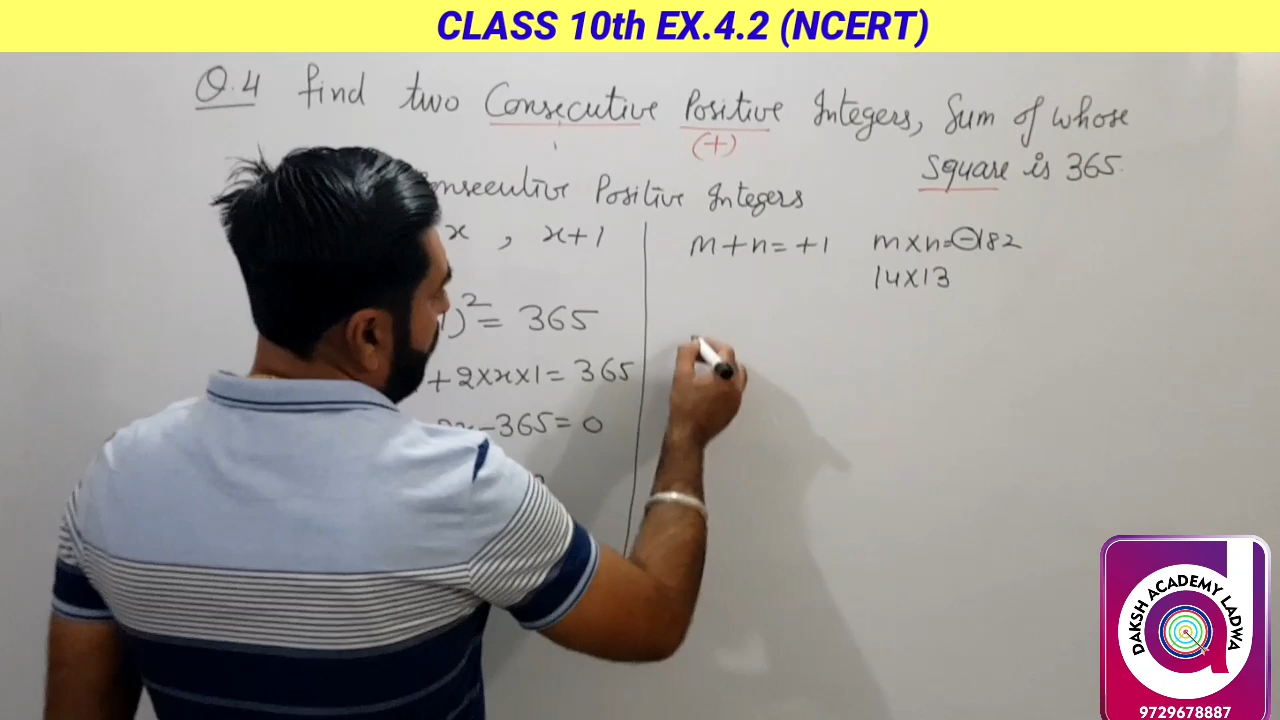 CLASS 10th EX.4.2 (NCERT)
Q.4 find two Consecutive Positive Integers, Sum of whose
(+)
Square is 365.
Consecutive Positive Integers
x , x+1
)² = 365
+ 2×x×1 = 365
-365 = 0
m + n = +1 m×n = -182
14×13
DAKSH ACADEMY LADWA
9729678887